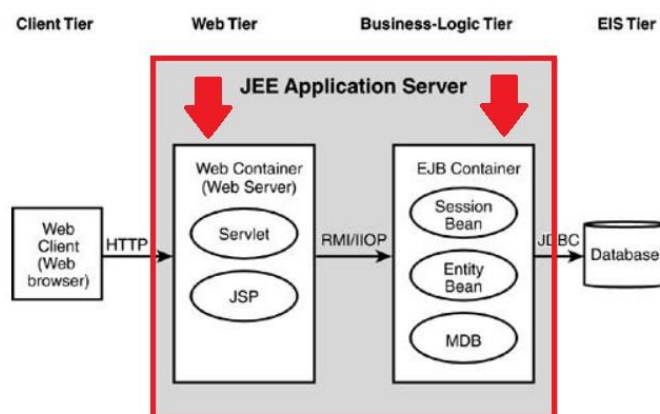 Client Tier
Web Tier
Business-Logic Tier
EIS Tier
JEE Application Server
Web Container
(Web Server)
Servlet
JSP
EJB Container
Session
Bean
Entity
Bean
MDB
Web
Client
(Web
browser)
HTTP
RMI/IIOP
JDBC
Database